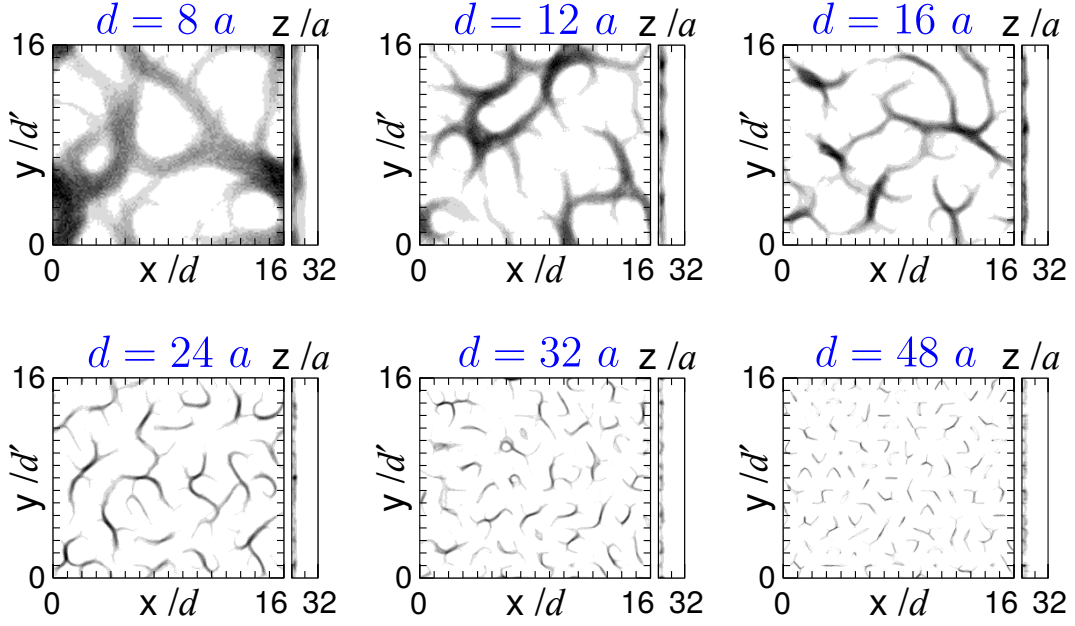 d = 8 a z /a
d = 12 a z /a
d = 16 a z /a
16
y /d′
0
0 x /d 16 32
16
y /d′
0
0 x /d 16 32
16
y /d′
0
0 x /d 16 32
d = 24 a z /a
d = 32 a z /a
d = 48 a z /a
16
y /d′
0
0 x /d 16 32
16
y /d′
0
0 x /d 16 32
16
y /d′
0
0 x /d 16 32